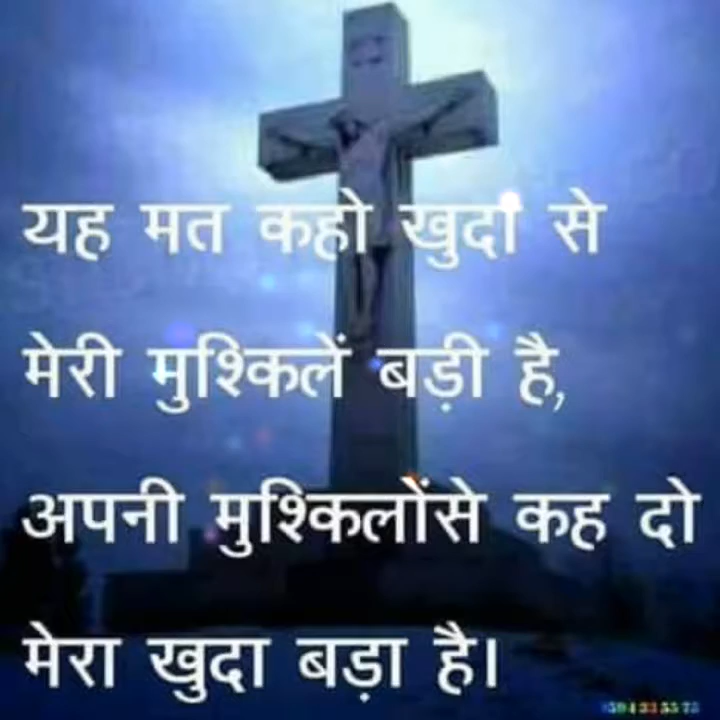 यह मत कहो खुदा से
मेरी मुश्किलें बड़ी है,
अपनी मुश्किलोंसे कह दो
मेरा खुदा बड़ा है।